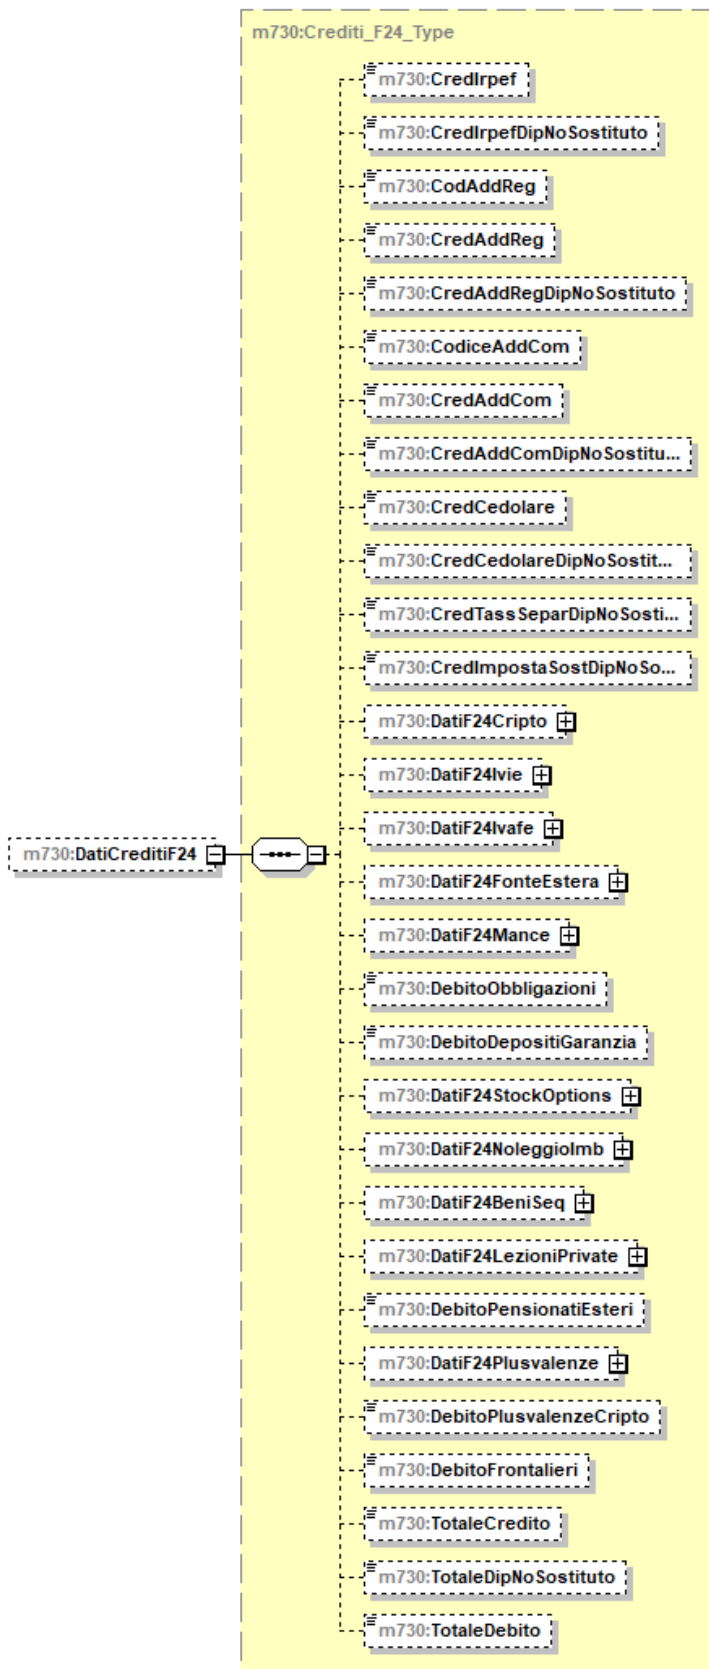 m730:Crediti_F24_Type
m730:CredIrpef
m730:CredIrpefDipNoSostituto
m730:CodAddReg
m730:CredAddReg
m730:CredAddRegDipNoSostituto
m730:CodiceAddCom
m730:CredAddCom
m730:CredAddComDipNoSostitu...
m730:CredCedolare
m730:CredCedolareDipNoSostit...
m730:CredTassSeparDipNoSosti...
m730:CredImpostaSostDipNoSo...
m730:DatiF24Cripto
m730:DatiF24Ivie
m730:DatiF24Ivafe
m730:DatiCreditiF24
m730:DatiF24FonteEstera
m730:DatiF24Mance
m730:DebitoObbligazioni
m730:DebitoDepositiGaranzia
m730:DatiF24StockOptions
m730:DatiF24NoleggioImb
m730:DatiF24BeniSeq
m730:DatiF24LezioniPrivate
m730:DebitoPensionatiEsteri
m730:DatiF24Plusvalenze
m730:DebitoPlusvalenzeCripto
m730:DebitoFrontalieri
m730:TotaleCredito
m730:TotaleDipNoSostituto
m730:TotaleDebito